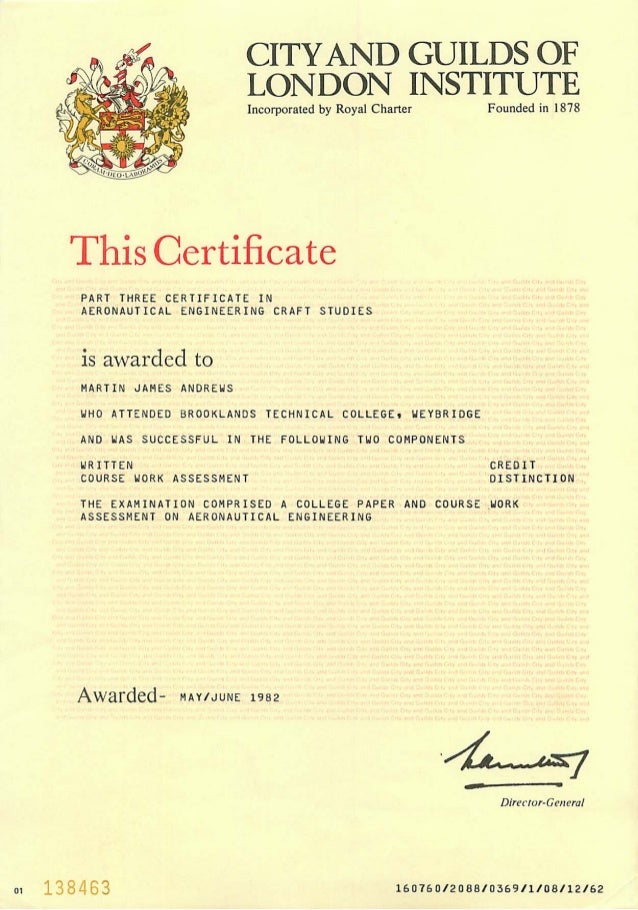 CITY AND GUILDS OF
LONDON INSTITUTE
Incorporated by Royal Charter Founded in 1878
This Certificate
PART THREE CERTIFICATE IN
AERONAUTICAL ENGINEERING CRAFT STUDIES
is awarded to
MARTIN JAMES ANDREWS
WHO ATTENDED BROOKLANDS TECHNICAL COLLEGE, WEYBRIDGE
AND WAS SUCCESSFUL IN THE FOLLOWING TWO COMPONENTS
WRITTEN CREDIT
COURSE WORK ASSESSMENT DISTINCTION
THE EXAMINATION COMPRISED A COLLEGE PAPER AND COURSE WORK
ASSESSMENT ON AERONAUTICAL ENGINEERING
Awarded- MAY/JUNE 1982
Director-General
01 138463 160760/2088/0369/1/08/12/62